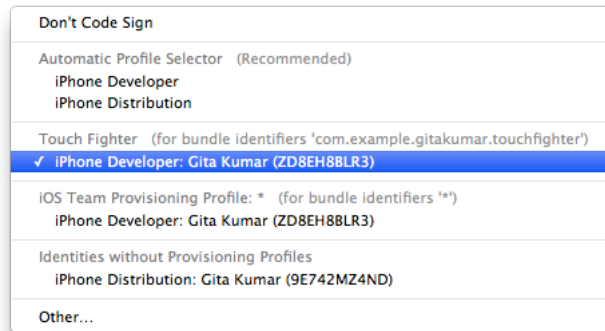 Don't Code Sign
Automatic Profile Selector (Recommended)
iPhone Developer
iPhone Distribution
Touch Fighter (for bundle identifiers 'com.example.gitakumar.touchfighter')
✓ iPhone Developer: Gita Kumar (ZD8EH8BLR3)
iOS Team Provisioning Profile: * (for bundle identifiers '*')
iPhone Developer: Gita Kumar (ZD8EH8BLR3)
Identities without Provisioning Profiles
iPhone Distribution: Gita Kumar (9E742MZ4ND)
Other...